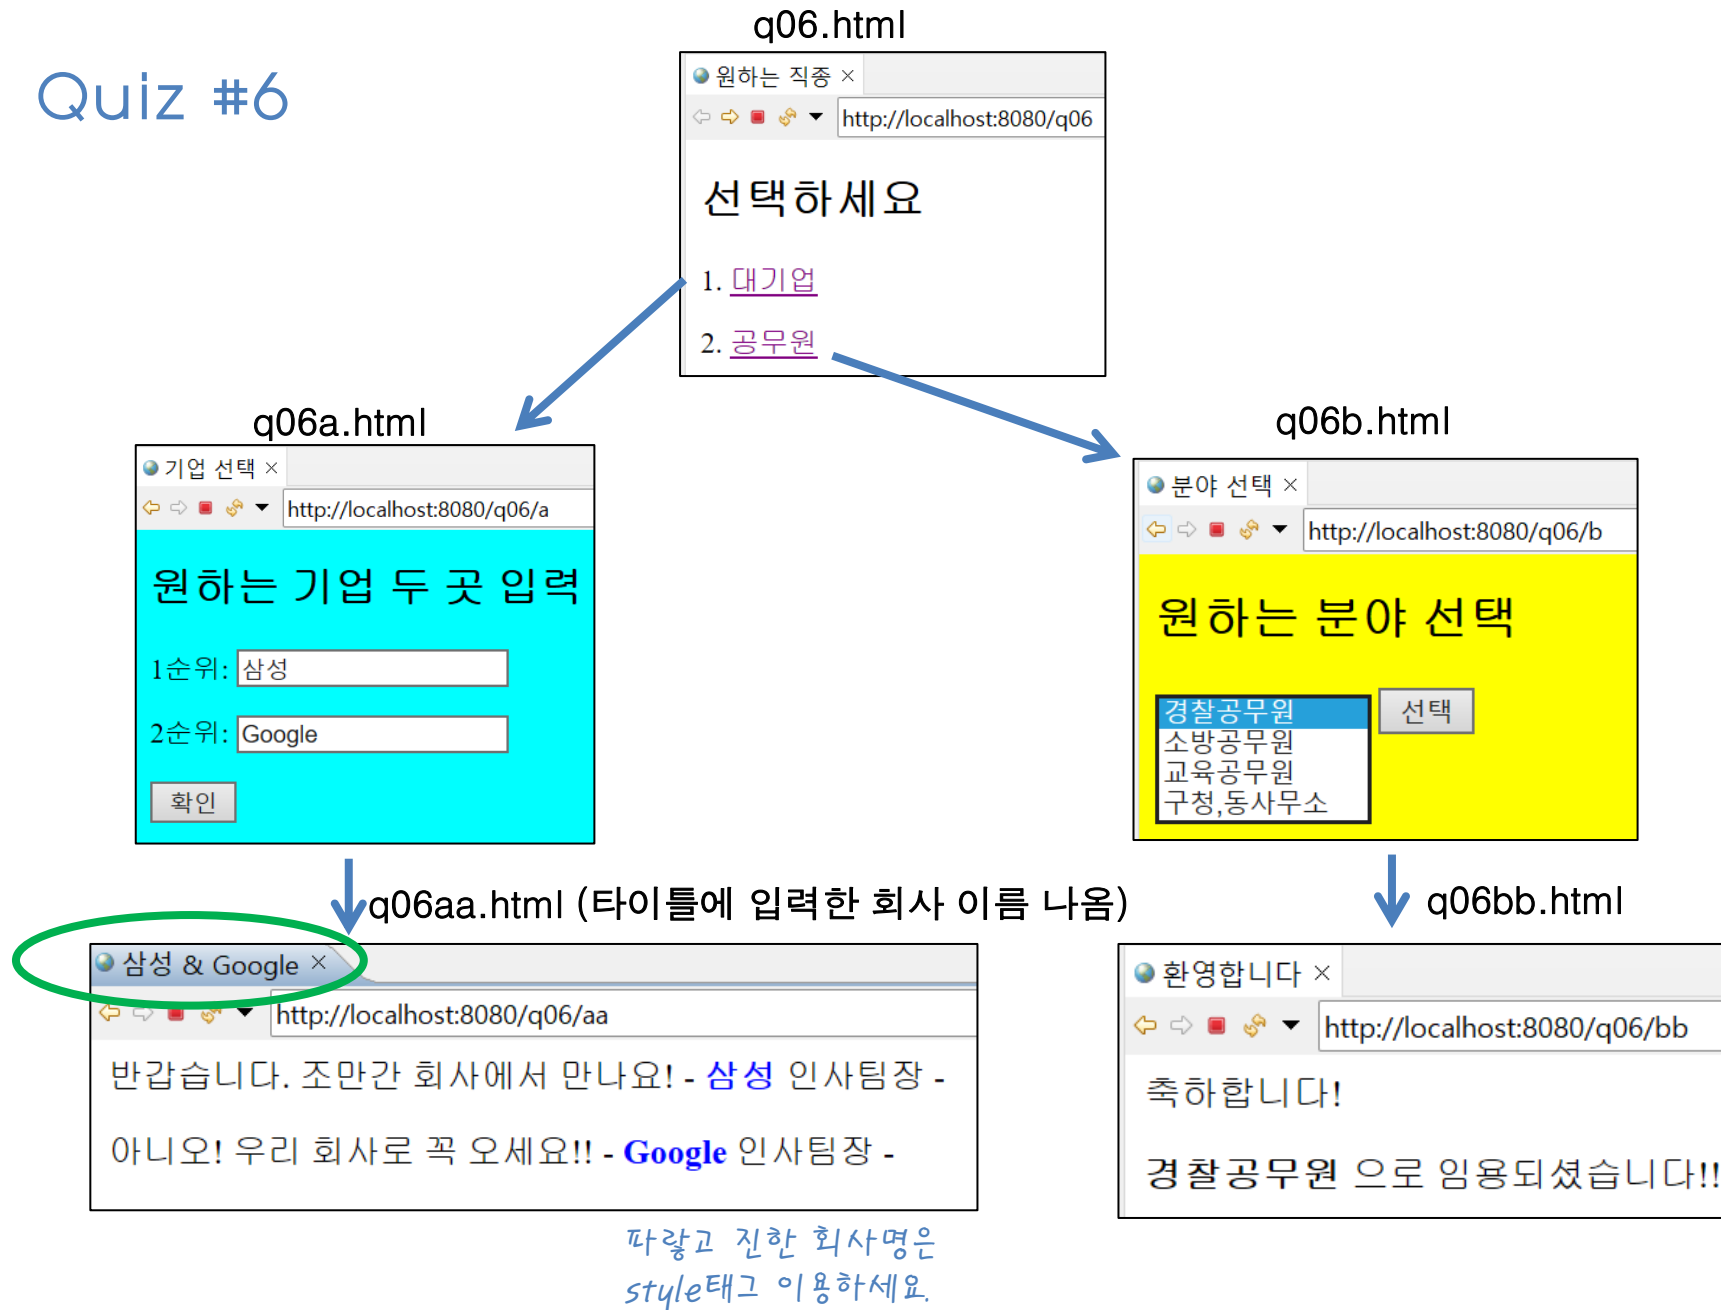 Quiz #6
q06.html
원하는 직종
http://localhost:8080/q06
선택하세요
1. 대기업
2. 공무원
q06a.html
기업 선택
http://localhost:8080/q06/a
원하는 기업 두 곳 입력
1순위: 삼성
2순위: Google
확인
q06b.html
분야 선택
http://localhost:8080/q06/b
원하는 분야 선택
경찰공무원 선택
소방공무원
교육공무원
구청,동사무소
q06aa.html (타이틀에 입력한 회사 이름 나옴)
삼성 & Google
http://localhost:8080/q06/aa
반갑습니다. 조만간 회사에서 만나요! - 삼성 인사팀장 -
아니오! 우리 회사로 꼭 오세요!! - Google 인사팀장 -
파랗고 진한 회사명은
style태그 이용하세요.
q06bb.html
환영합니다
http://localhost:8080/q06/bb
축하합니다!
경찰공무원 으로 임용되셨습니다!!